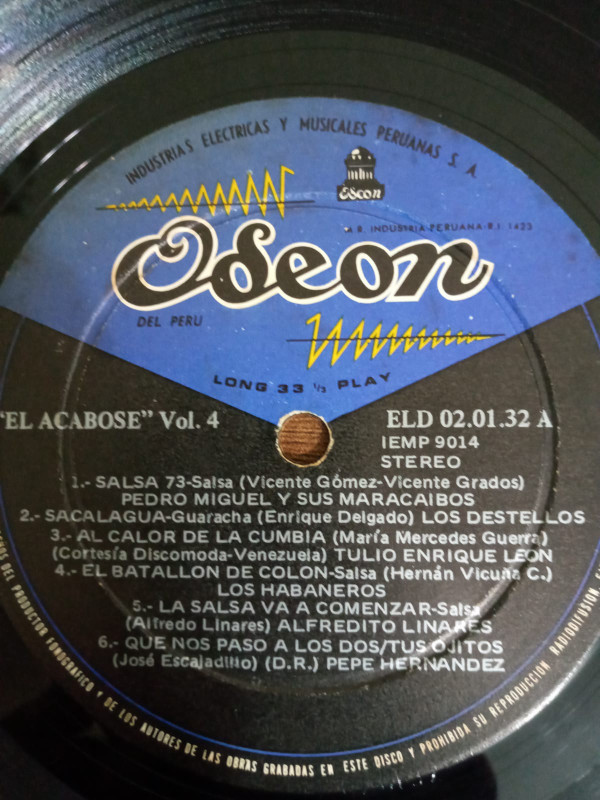 INDUSTRIAS ELECTRICAS Y MUSICALES PERUANAS S. A.
Odeon
M.R. INDUSTRIA PERUANA-R.I. 1423
Odeon
DEL PERU
LONG 33 1/3 PLAY
"EL ACABOSE" Vol. 4
ELD 02.01.32 A
IEMP 9014
STEREO
1.- SALSA 73-Salsa (Vicente Gómez-Vicente Grados)
PEDRO MIGUEL Y SUS MARACAIBOS
2.- SACALAGUA-Guaracha (Enrique Delgado) LOS DESTELLOS
3.- AL CALOR DE LA CUMBIA (María Mercedes Guerra)
(Cortesía Discomoda-Venezuela) TULIO ENRIQUE LEON
4.- EL BATALLON DE COLON-Salsa (Hernán Vicuña C.)
LOS HABANEROS
5.- LA SALSA VA A COMENZAR-Salsa
(Alfredo Linares) ALFREDITO LINARES
6.- QUE NOS PASO A LOS DOS/TUS OJITOS
(José Escajadillo) (D.R.) PEPE HERNANDEZ
DEL PRODUCTOR FONOGRAFICO Y DE LOS AUTORES DE LAS OBRAS GRABADAS EN ESTE DISCO Y PROHIBIDA SU REPRODUCCION RADIODIFUSION,